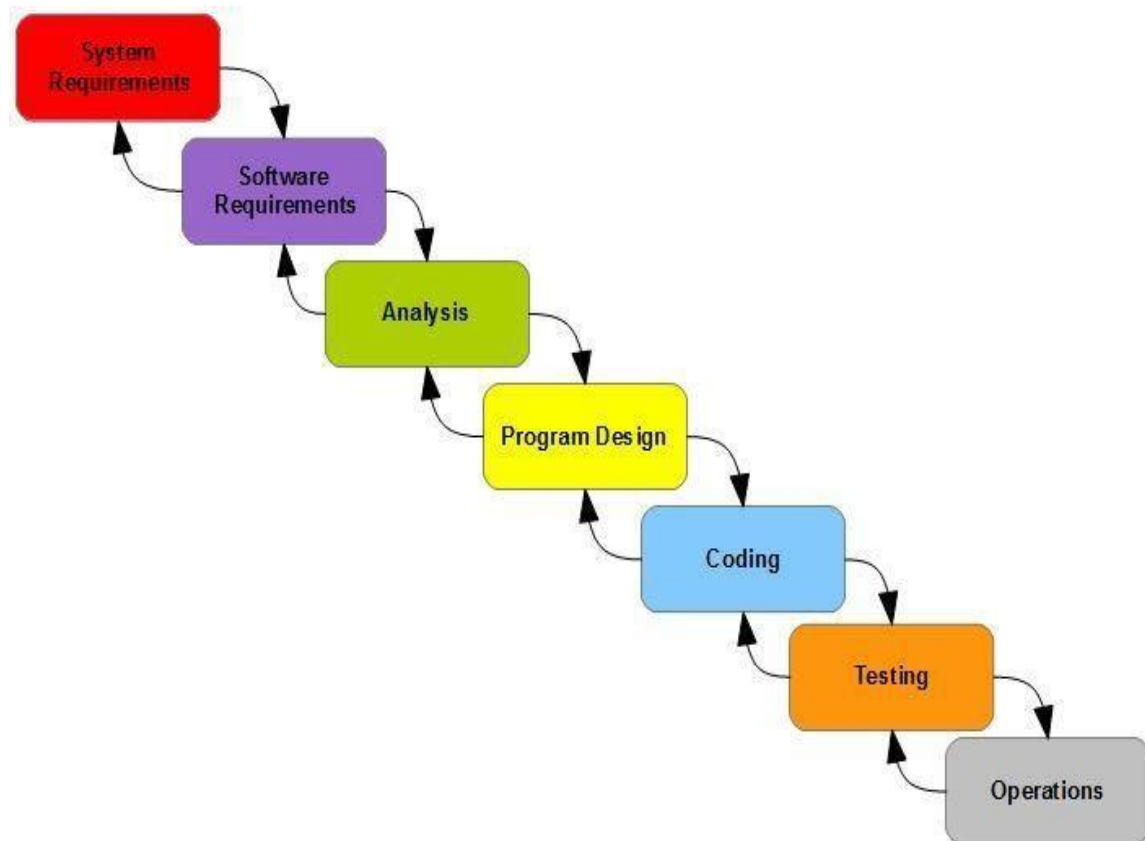 System
Requirements
Software
Requirements
Analysis
Program Design
Coding
Testing
Operations